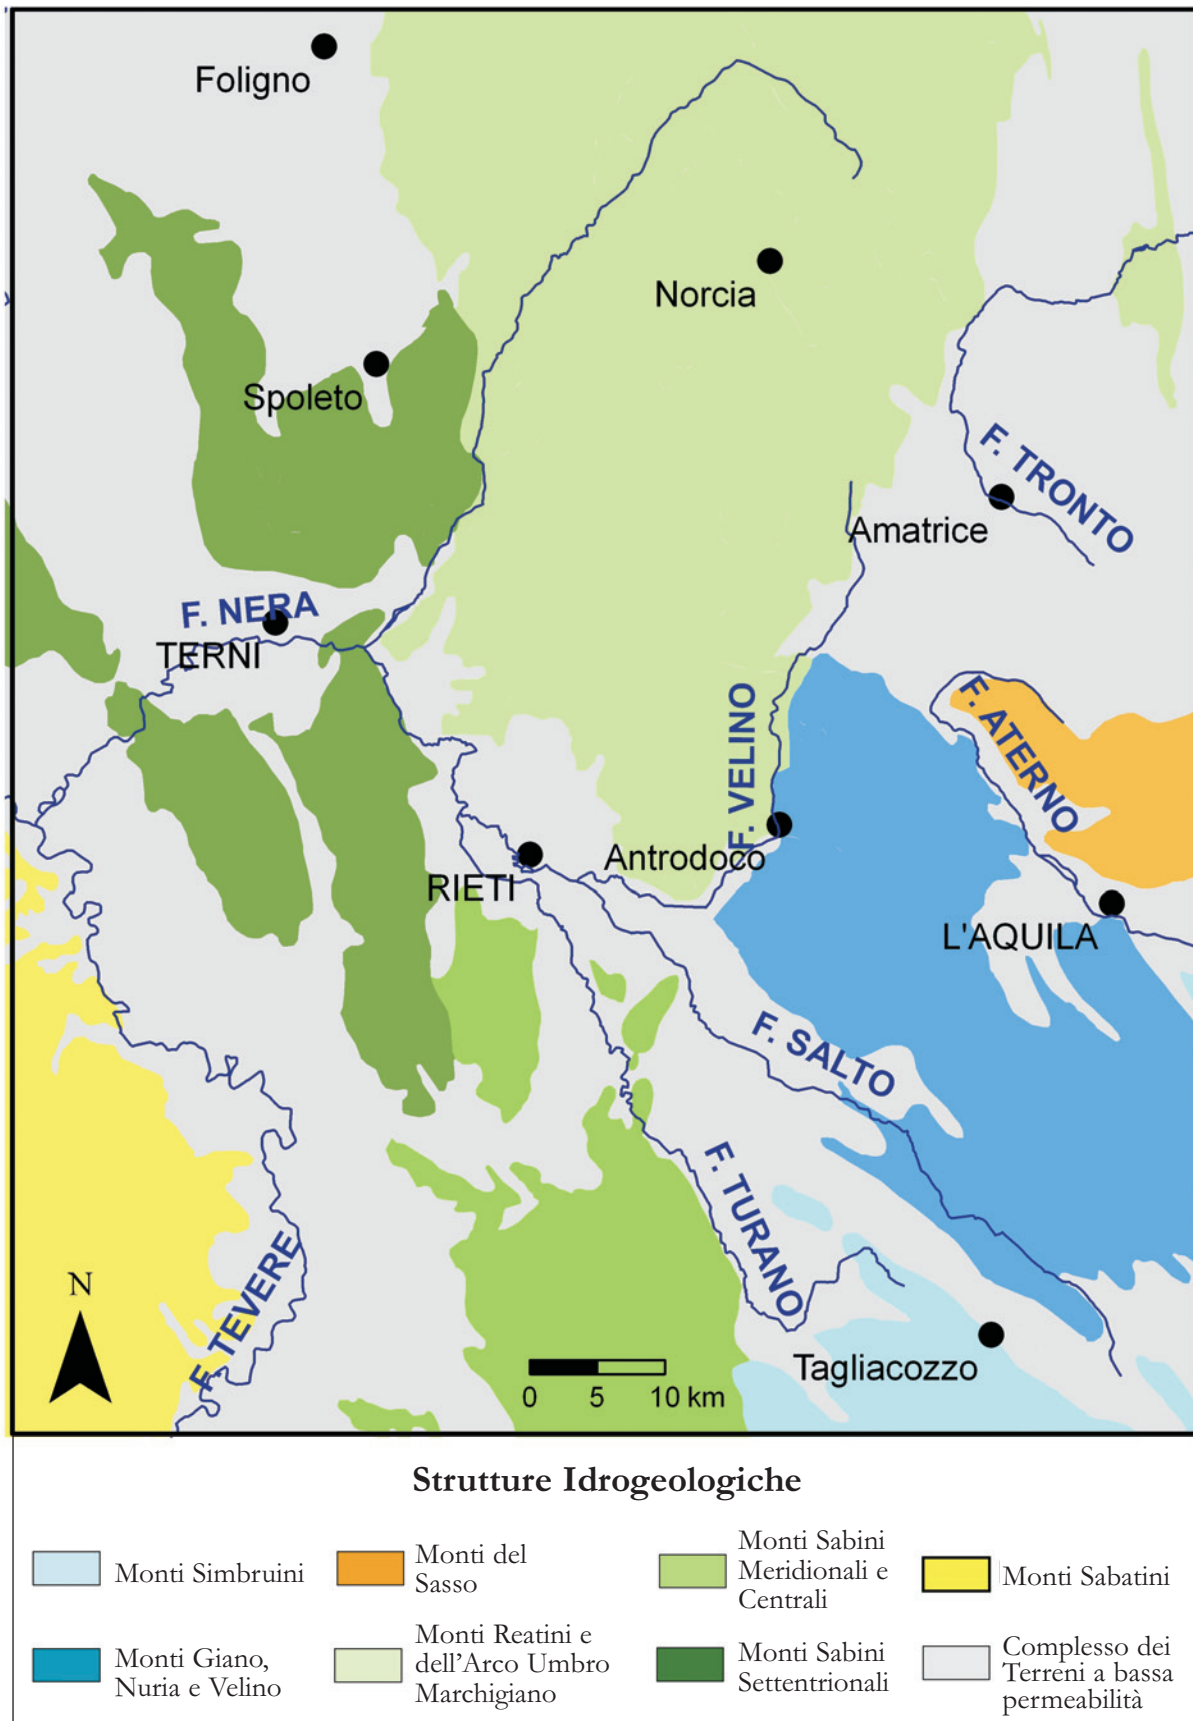 Foligno
Norcia
Spoleto
F. TRONTO
Amatrice
F. NERA
TERNI
F. VELINO
F. ATERNO
Antrodoco
RIETI
L'AQUILA
F. SALTO
F. TURANO
F. TEVERE
N
Tagliacozzo
0 5 10 km
Strutture Idrogeologiche
Monti Simbruini
Monti del
Sasso
Monti Sabini
Meridionali e
Centrali
Monti Sabatini
Monti Giano,
Nuria e Velino
Monti Reatini e
dell'Arco Umbro
Marchigiano
Monti Sabini
Settentrionali
Complesso dei
Terreni a bassa
permeabilità